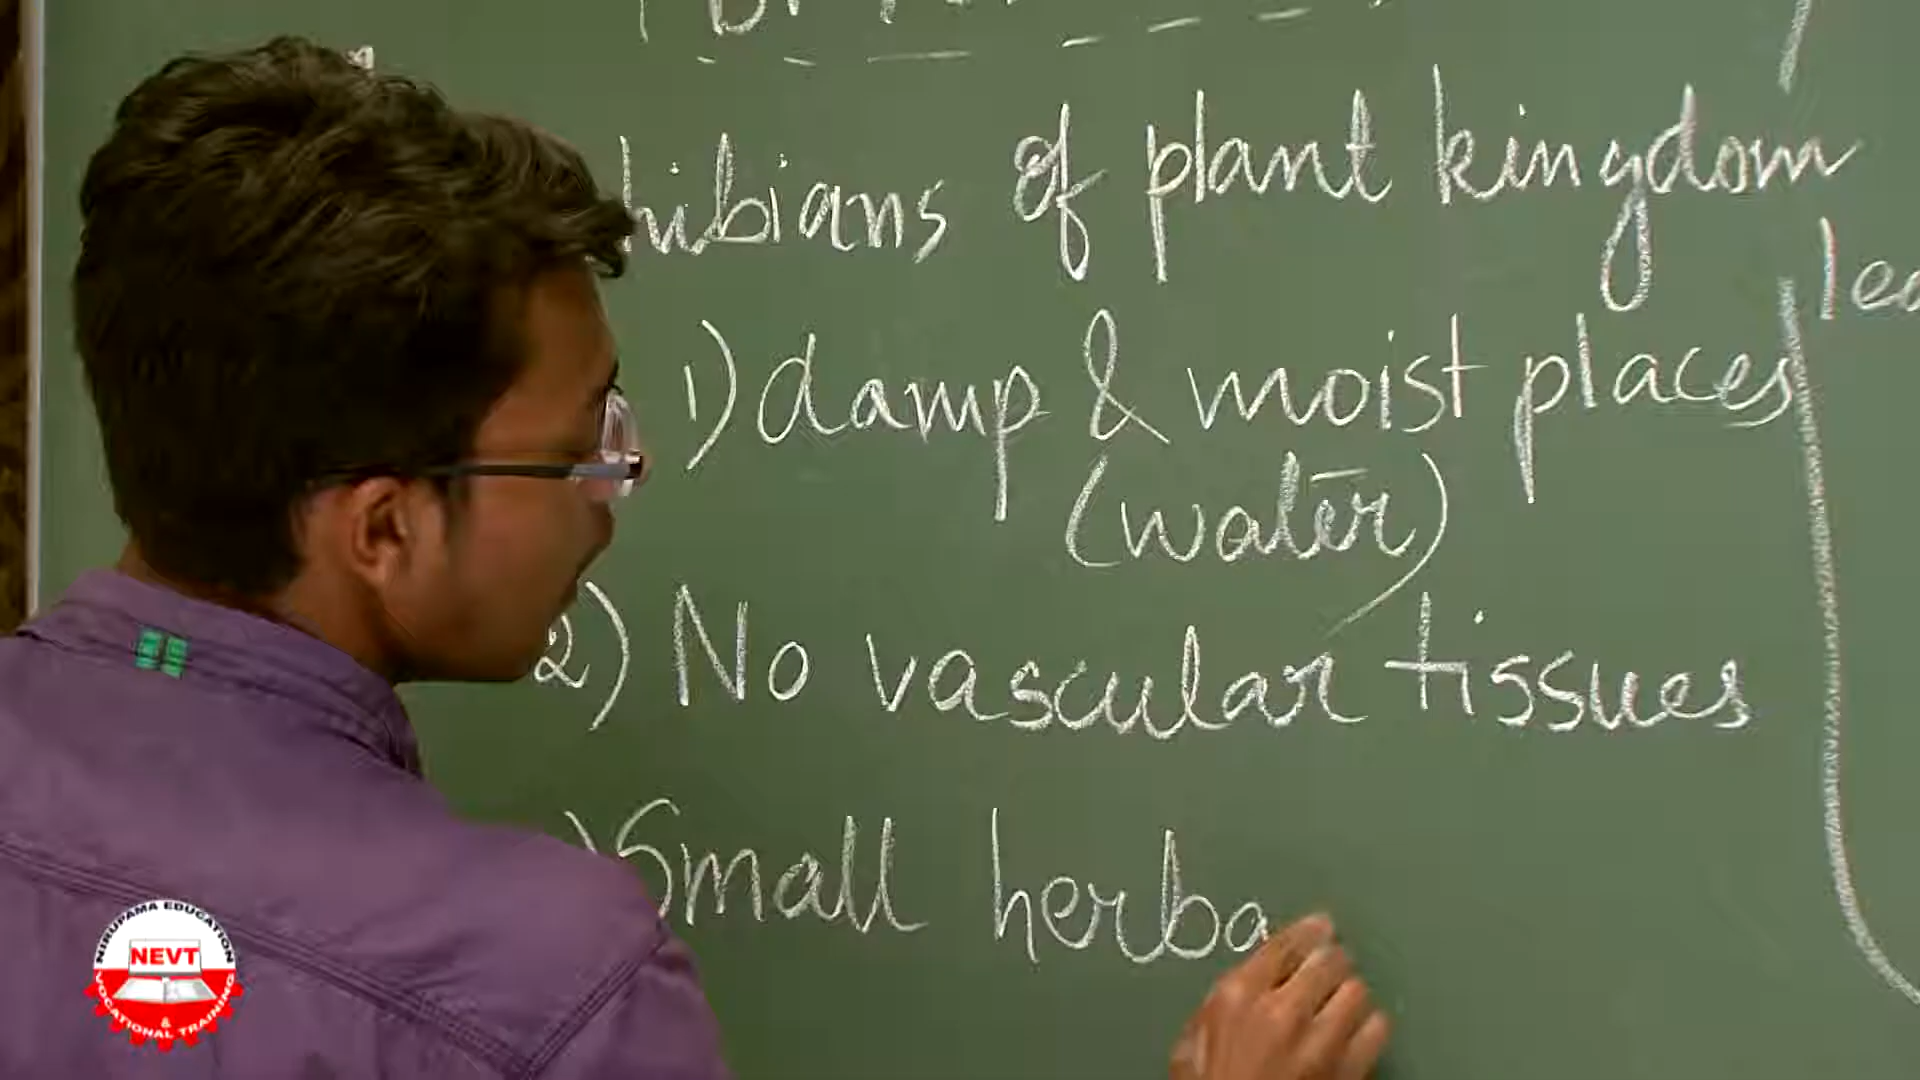 hibians of plant kingdom
1) damp & moist places
(water)
2) No vascular tissues
) Small herba
NIRUPAMA EDUCATION
NEVT
&
VOCATIONAL TRAINING